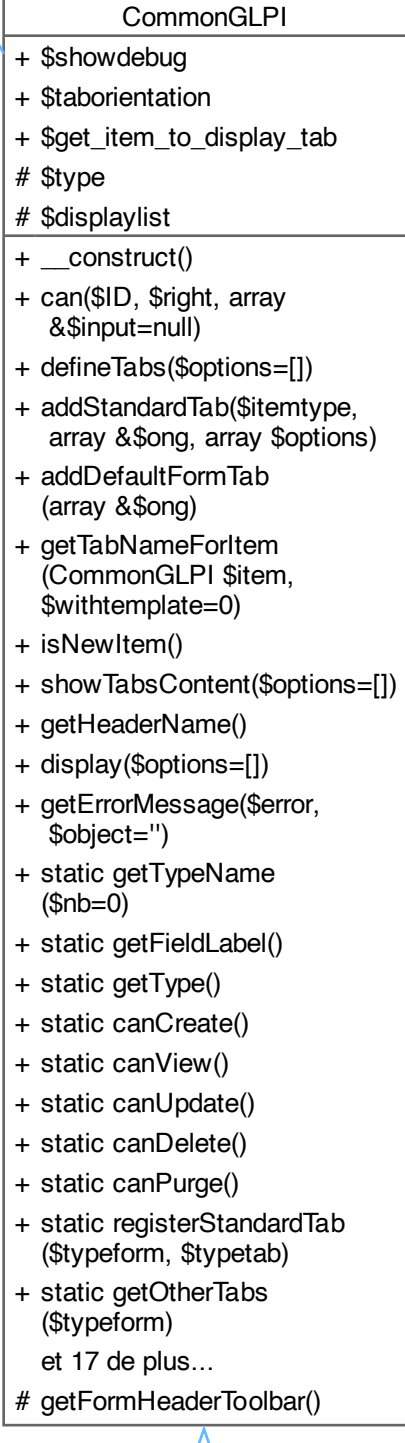 CommonGLPI
+ $showdebug
+ $taborientation
+ $get_item_to_display_tab
# $type
# $displaylist
+ __construct()
+ can($ID, $right, array
&$input=null)
+ defineTabs($options=[])
+ addStandardTab($itemtype,
array &$ong, array $options)
+ addDefaultFormTab
(array &$ong)
+ getTabNameForItem
(CommonGLPI $item,
$withtemplate=0)
+ isNewItem()
+ showTabsContent($options=[])
+ getHeaderName()
+ display($options=[])
+ getErrorMessage($error,
$object='')
+ static getTypeName
($nb=0)
+ static getFieldLabel()
+ static getType()
+ static canCreate()
+ static canView()
+ static canUpdate()
+ static canDelete()
+ static canPurge()
+ static registerStandardTab
($typeform, $typetab)
+ static getOtherTabs
($typeform)
et 17 de plus...
# getFormHeaderToolbar()